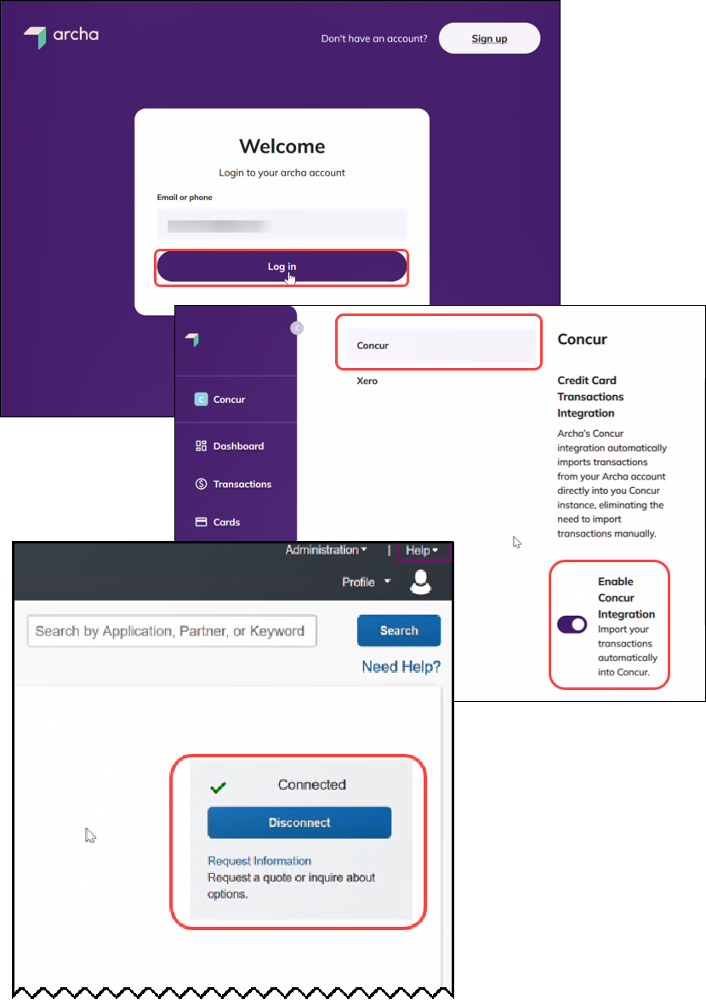 archa
Don't have an account?
Sign up
Welcome
Login to your archa account
Email or phone
Log in
Concur
Dashboard
Transactions
Cards
Concur
Xero
Concur
Credit Card
Transactions
Integration
Archa's Concur
integration automatically
imports transactions
from your Archa account
directly into you Concur
instance, eliminating the
need to import
transactions manually.
Enable
Concur
Integration
Import your
transactions
automatically
into Concur.
Administration | Help
Profile
Search by Application, Partner, or Keyword
Search
Need Help?
Connected
Disconnect
Request Information
Request a quote or inquire about
options.